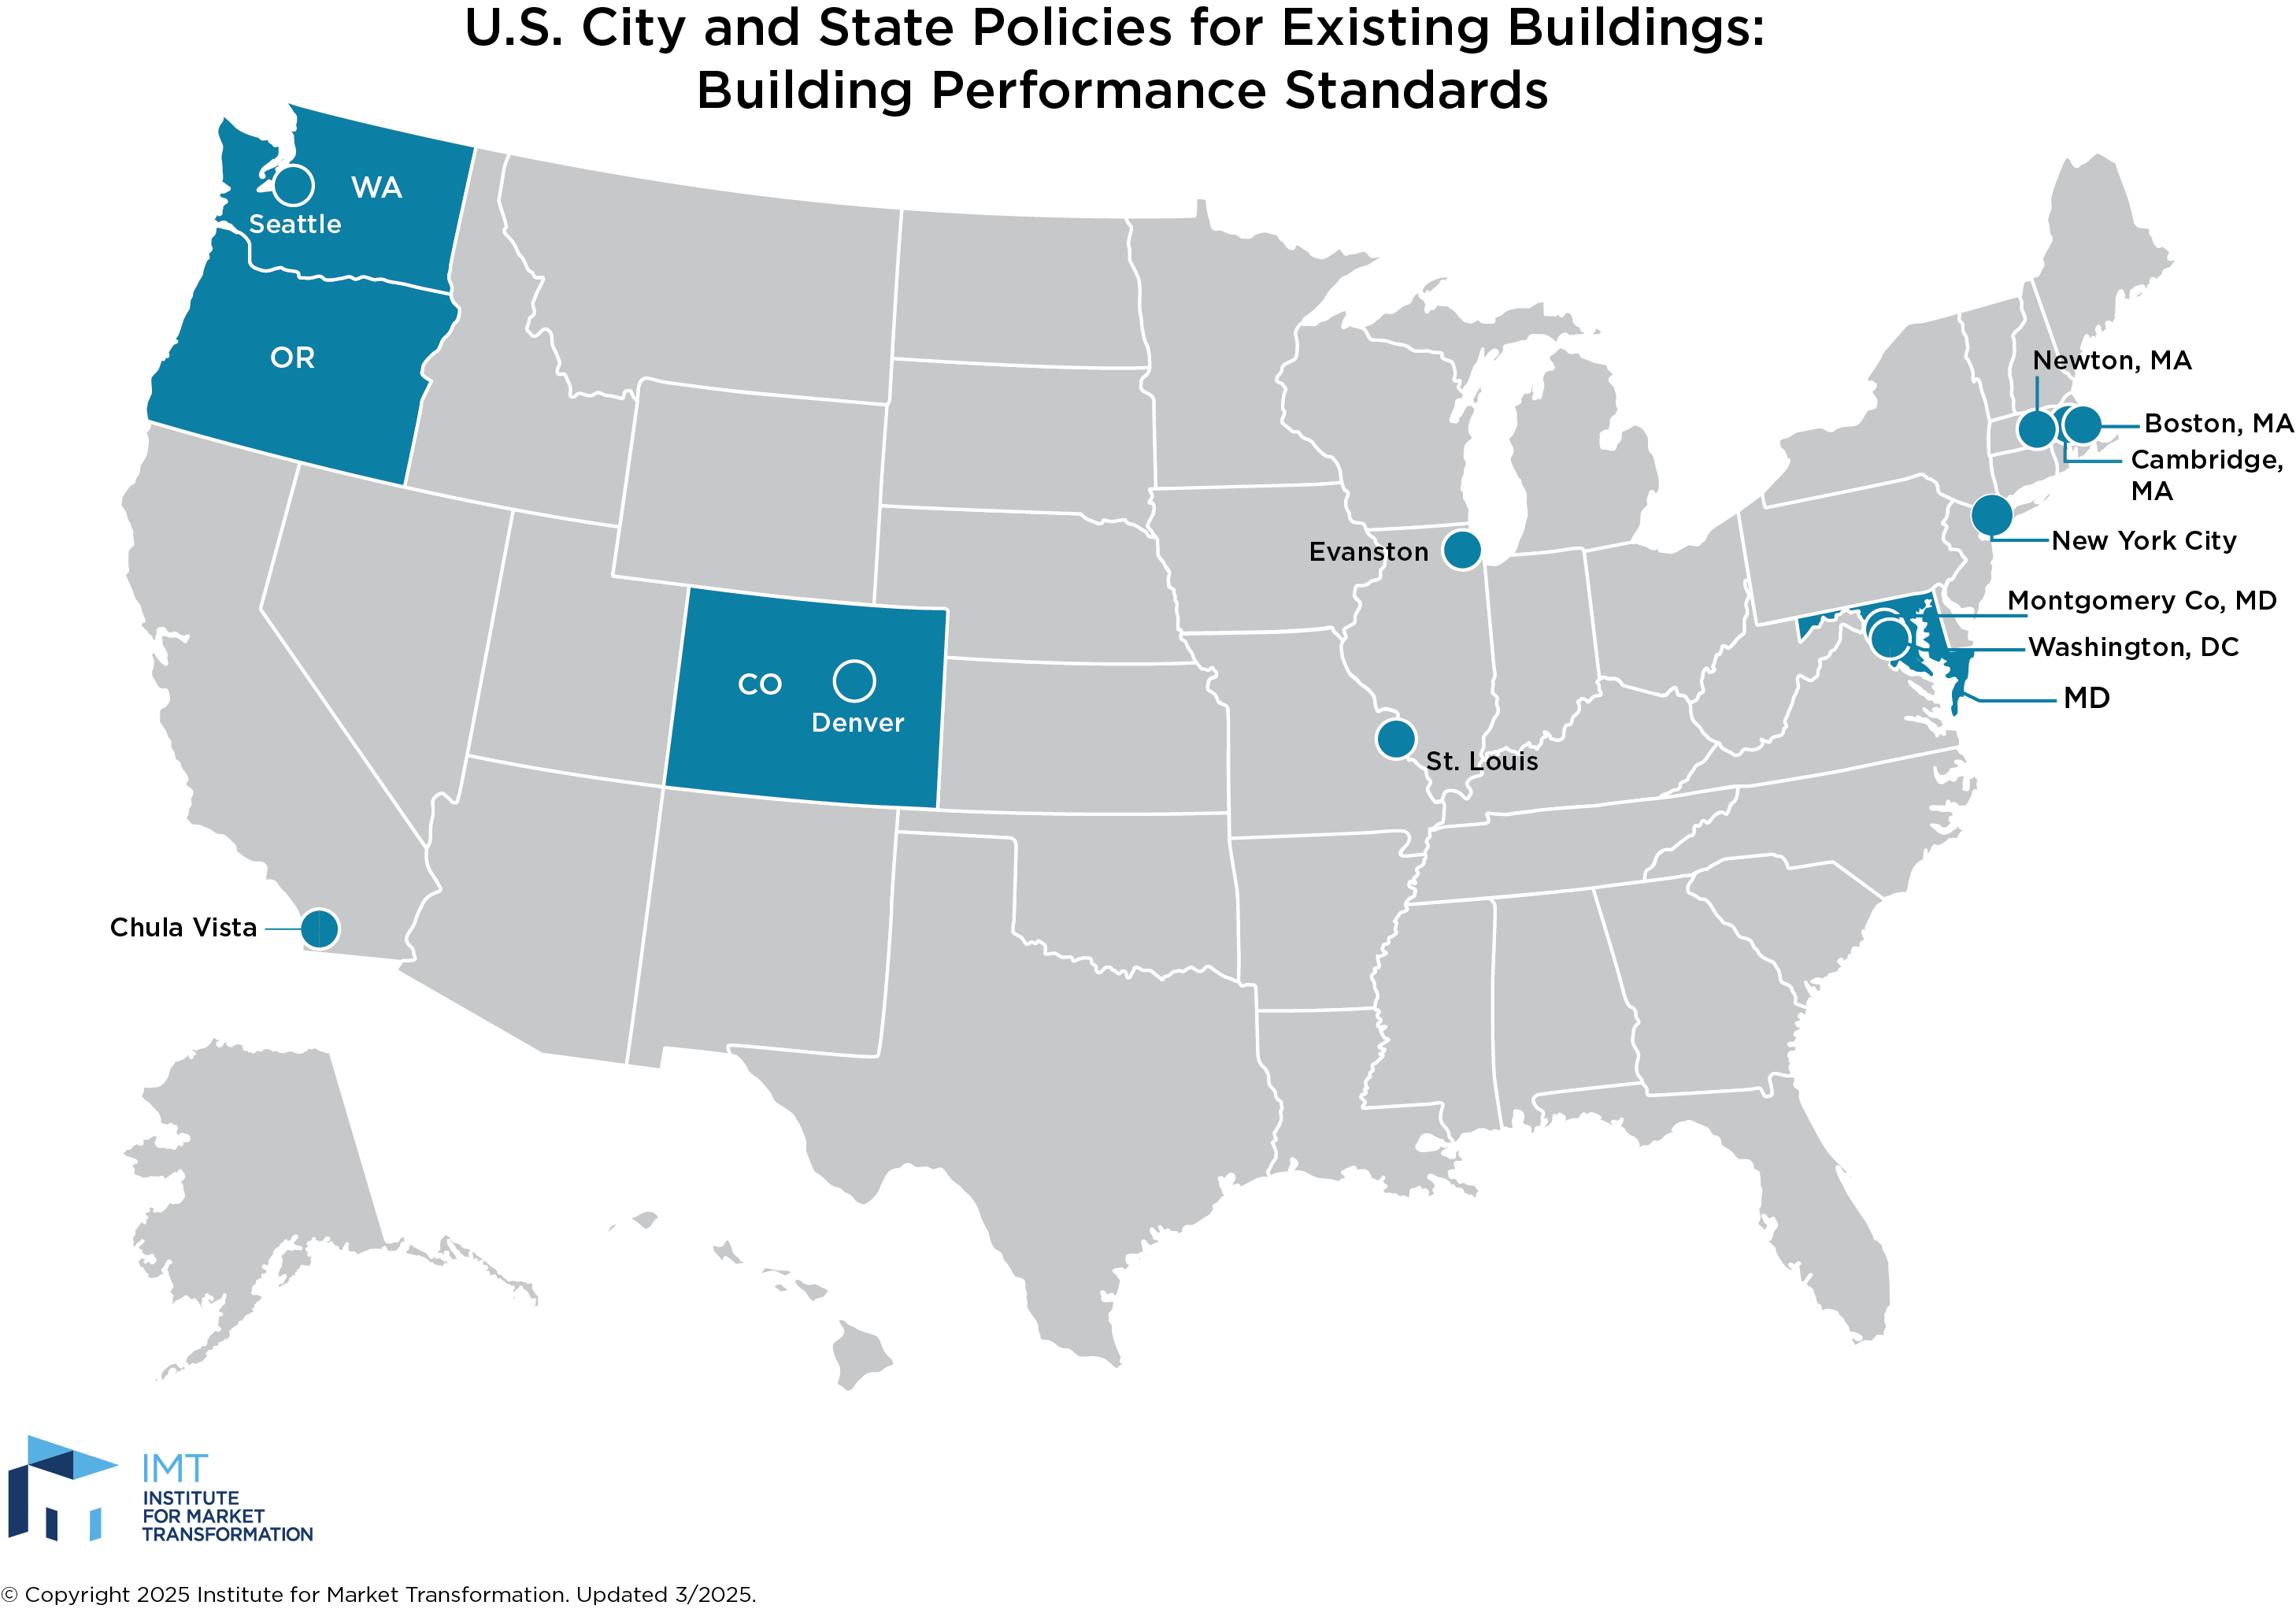 U.S. City and State Policies for Existing Buildings:
Building Performance Standards
WA
Seattle
OR
Newton, MA
Boston, MA
Cambridge,
MA
New York City
Evanston
Montgomery Co, MD
Washington, DC
MD
CO
Denver
St. Louis
Chula Vista
IMT
INSTITUTE
FOR MARKET
TRANSFORMATION
© Copyright 2025 Institute for Market Transformation. Updated 3/2025.